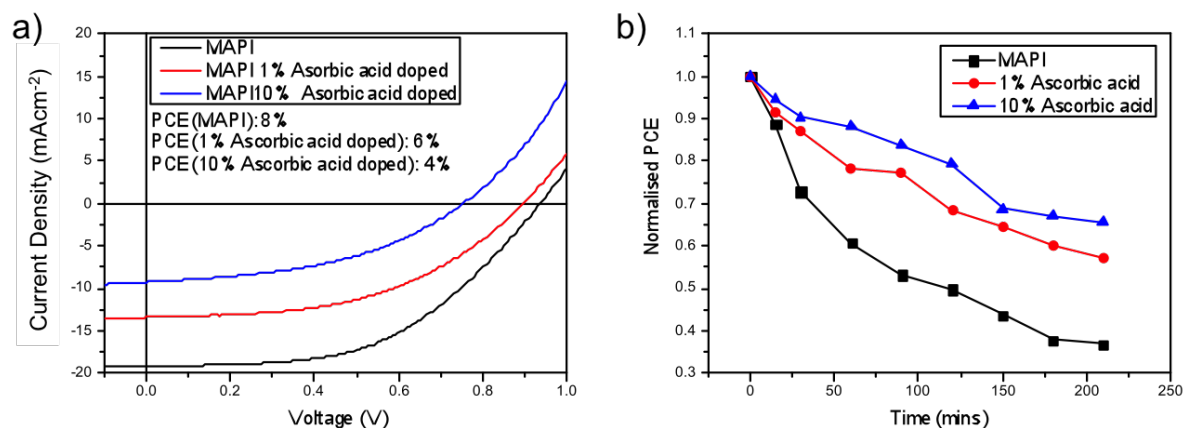 a)
Current Density (mAcm-2)
20
15
10
5
0
-5
-10
-15
-20
MAPI
MAPI 1% Asorbic acid doped
MAPI10% Asorbic acid doped
PCE(MAPI):8%
PCE(1% Ascorbic acid doped): 6%
PCE(10% Ascorbic acid doped): 4%
0.0 0.2 0.4 0.6 0.8 1.0
Voltage (V)
b)
Normalised PCE
1.1
1.0
0.9
0.8
0.7
0.6
0.5
0.4
0.3
MAPI
1% Ascorbic acid
10% Ascorbic acid
0 50 100 150 200 250
Time (mins)